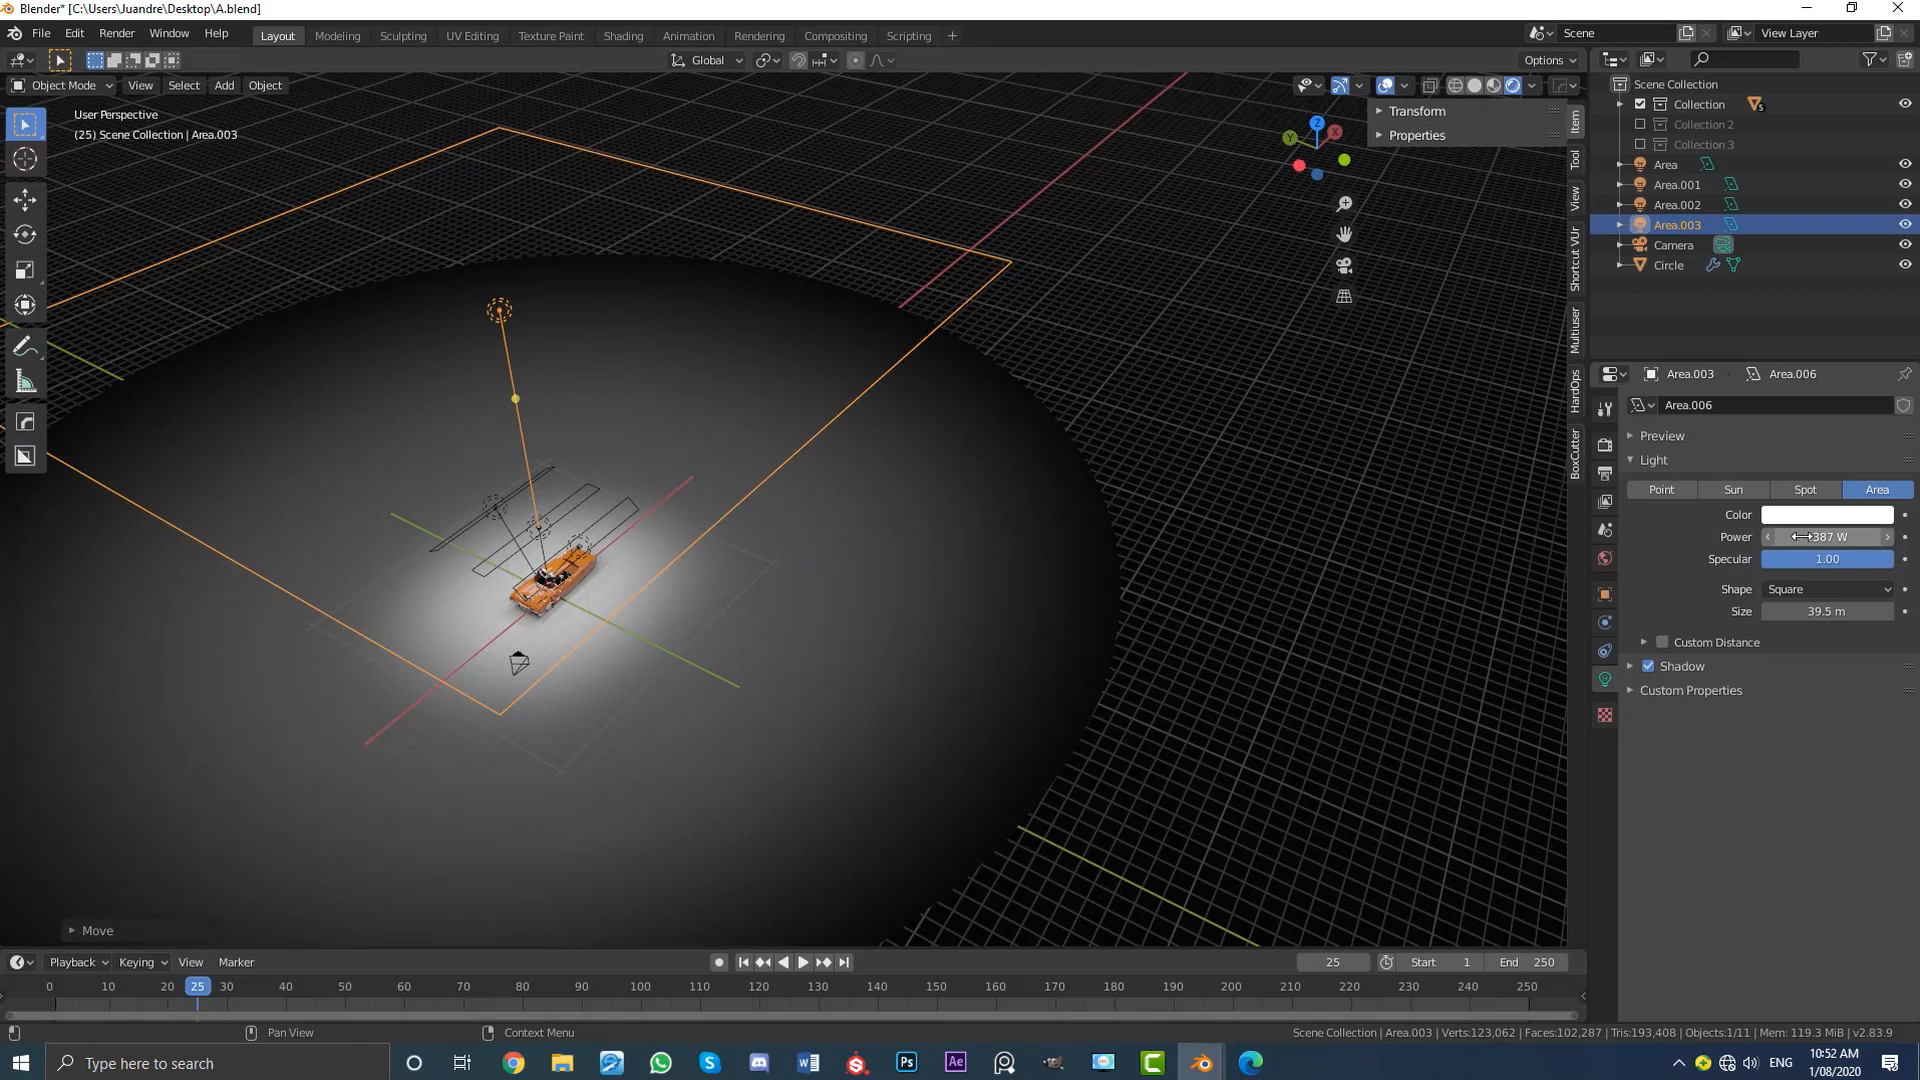 Blender* [C:\Users\Juandre\Desktop\A.blend]
File Edit Render Window Help Layout Modeling Sculpting UV Editing Texture Paint Shading Animation Rendering Compositing Scripting + Scene View Layer
Global Options
Object Mode View Select Add Object
User Perspective
(25) Scene Collection | Area.003
Transform
Properties
Item
Tool
View
Shortcut VUr
Multiuser
HardOps
BoxCutter
X
Y
Z
Scene Collection
Collection 5
Collection 2
Collection 3
Area
Area.001
Area.002
Area.003
Camera
Circle
Area.003 Area.006
Area.006
Preview
Light
Point Sun Spot Area
Color
Power 387 W
Specular 1.00
Shape Square
Size 39.5 m
Custom Distance
Shadow
Custom Properties
Move
Playback Keying View Marker 25 Start 1 End 250
0 10 20 25 30 40 50 60 70 80 90 100 110 120 130 140 150 160 170 180 190 200 210 220 230 240 250
Pan View Context Menu Scene Collection | Area.003 | Verts:123,062 | Faces:102,287 | Tris:193,408 | Objects:1/11 | Mem: 119.3 MiB | v2.83.9
Type here to search
Ps Ae
ENG
10:52 AM
1/08/2020